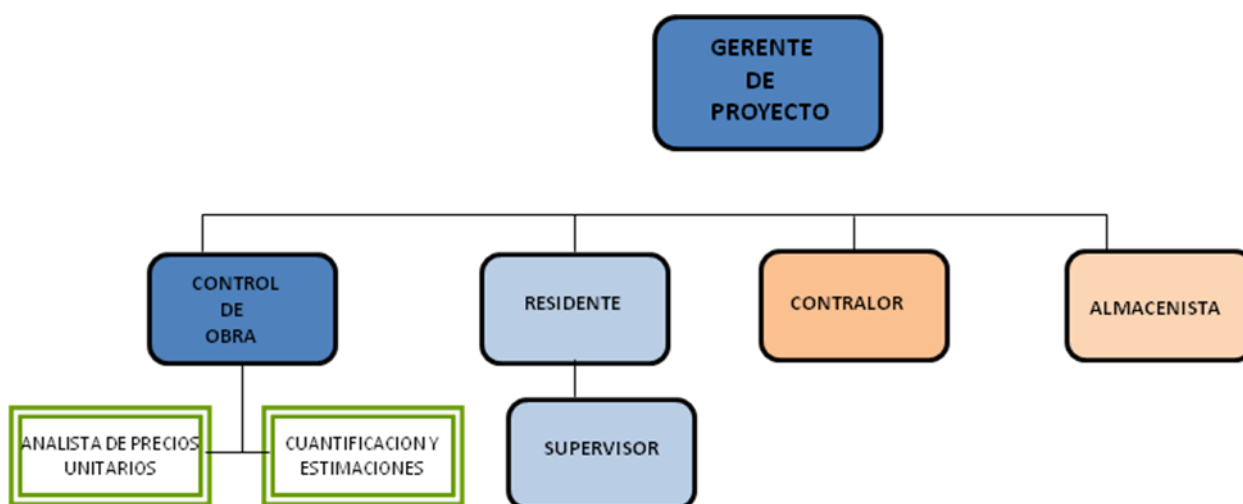 GERENTE
DE
PROYECTO
CONTROL
DE
OBRA
RESIDENTE
CONTRALOR
ALMACENISTA
ANALISTA DE PRECIOS
UNITARIOS
CUANTIFICACION Y
ESTIMACIONES
SUPERVISOR